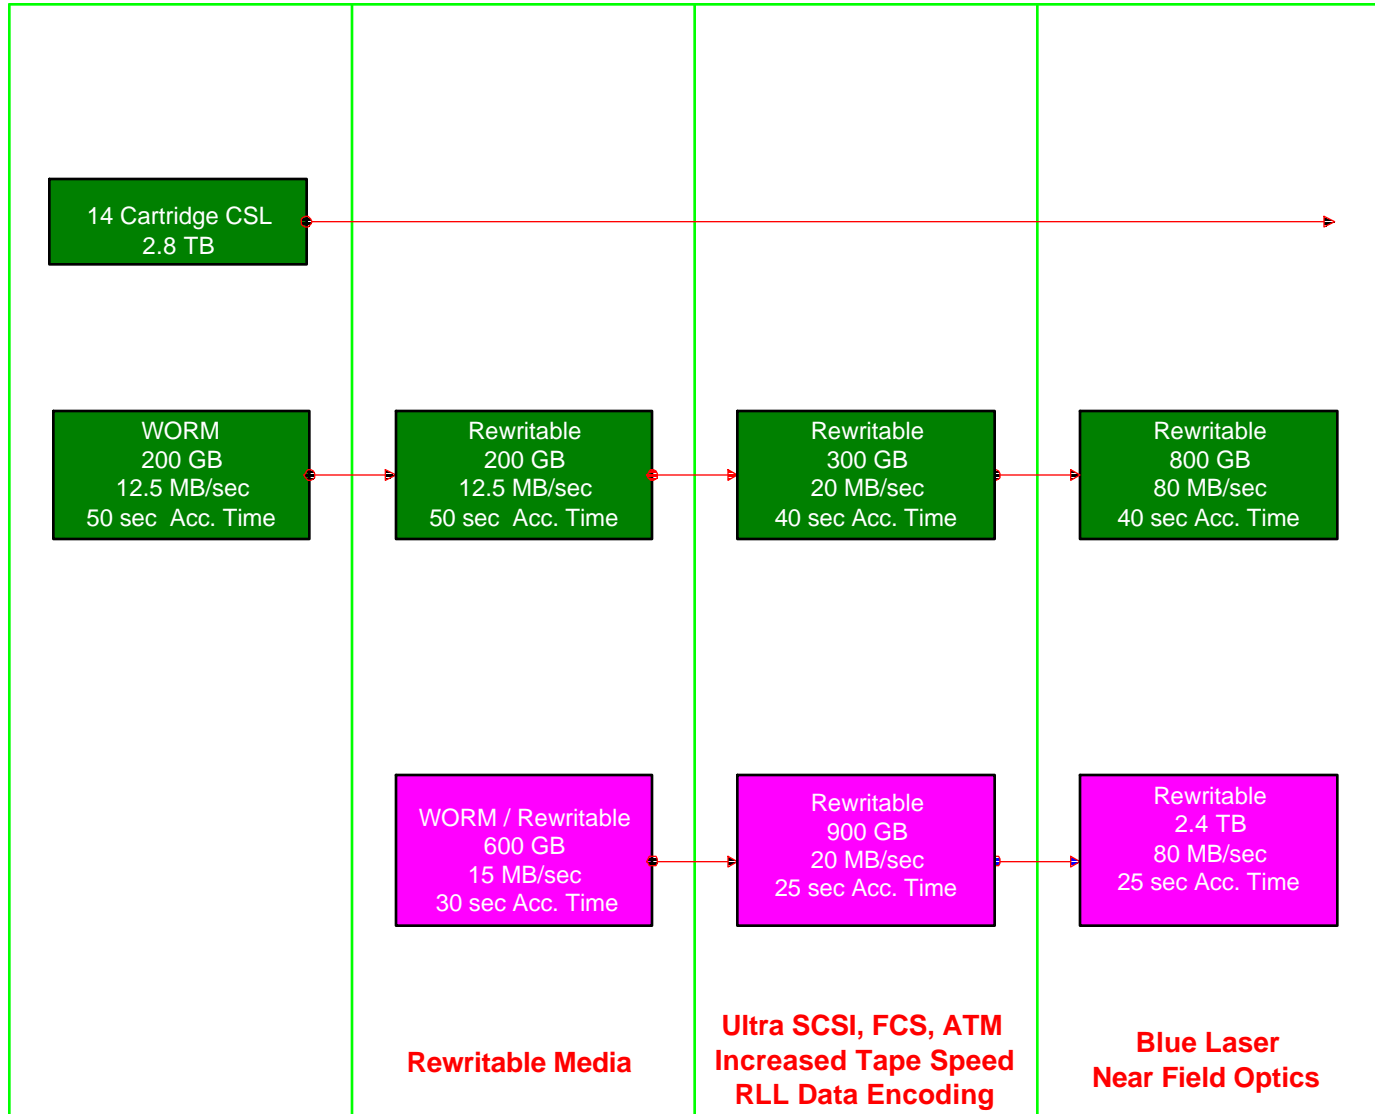 14 Cartridge CSL
2.8 TB
WORM
200 GB
12.5 MB/sec
50 sec  Acc. Time
Rewritable
200 GB
12.5 MB/sec
50 sec  Acc. Time
Rewritable
300 GB
20 MB/sec
40 sec Acc. Time
Rewritable
800 GB
80 MB/sec
40 sec Acc. Time
WORM / Rewritable
600 GB
15 MB/sec
30 sec Acc. Time
Rewritable
900 GB
20 MB/sec
25 sec Acc. Time
Rewritable
2.4 TB
80 MB/sec
25 sec Acc. Time
Rewritable Media
Ultra SCSI, FCS, ATM
Increased Tape Speed
RLL Data Encoding
Blue Laser
Near Field Optics